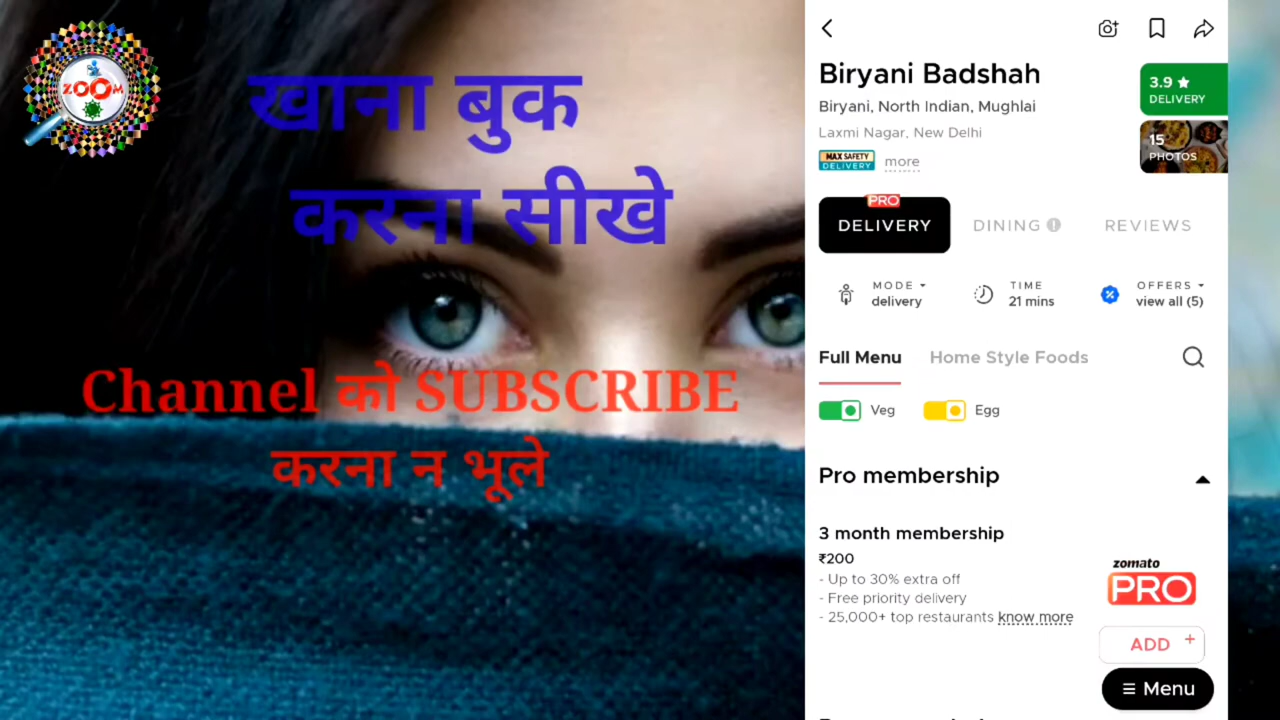 ZOOM
खाना बुक
करना सीखे
Channel को SUBSCRIBE
करना न भूले
Biryani Badshah
Biryani, North Indian, Mughlai
Laxmi Nagar, New Delhi
MAX SAFETY
DELIVERY
more
3.9 ★
DELIVERY
15
PHOTOS
PRO
DELIVERY
DINING
REVIEWS
MODE
delivery
TIME
21 mins
OFFERS
view all (5)
Full Menu
Home Style Foods
Veg
Egg
Pro membership
3 month membership
₹200
- Up to 30% extra off
- Free priority delivery
- 25,000+ top restaurants know more
zomato
PRO
ADD +
Menu